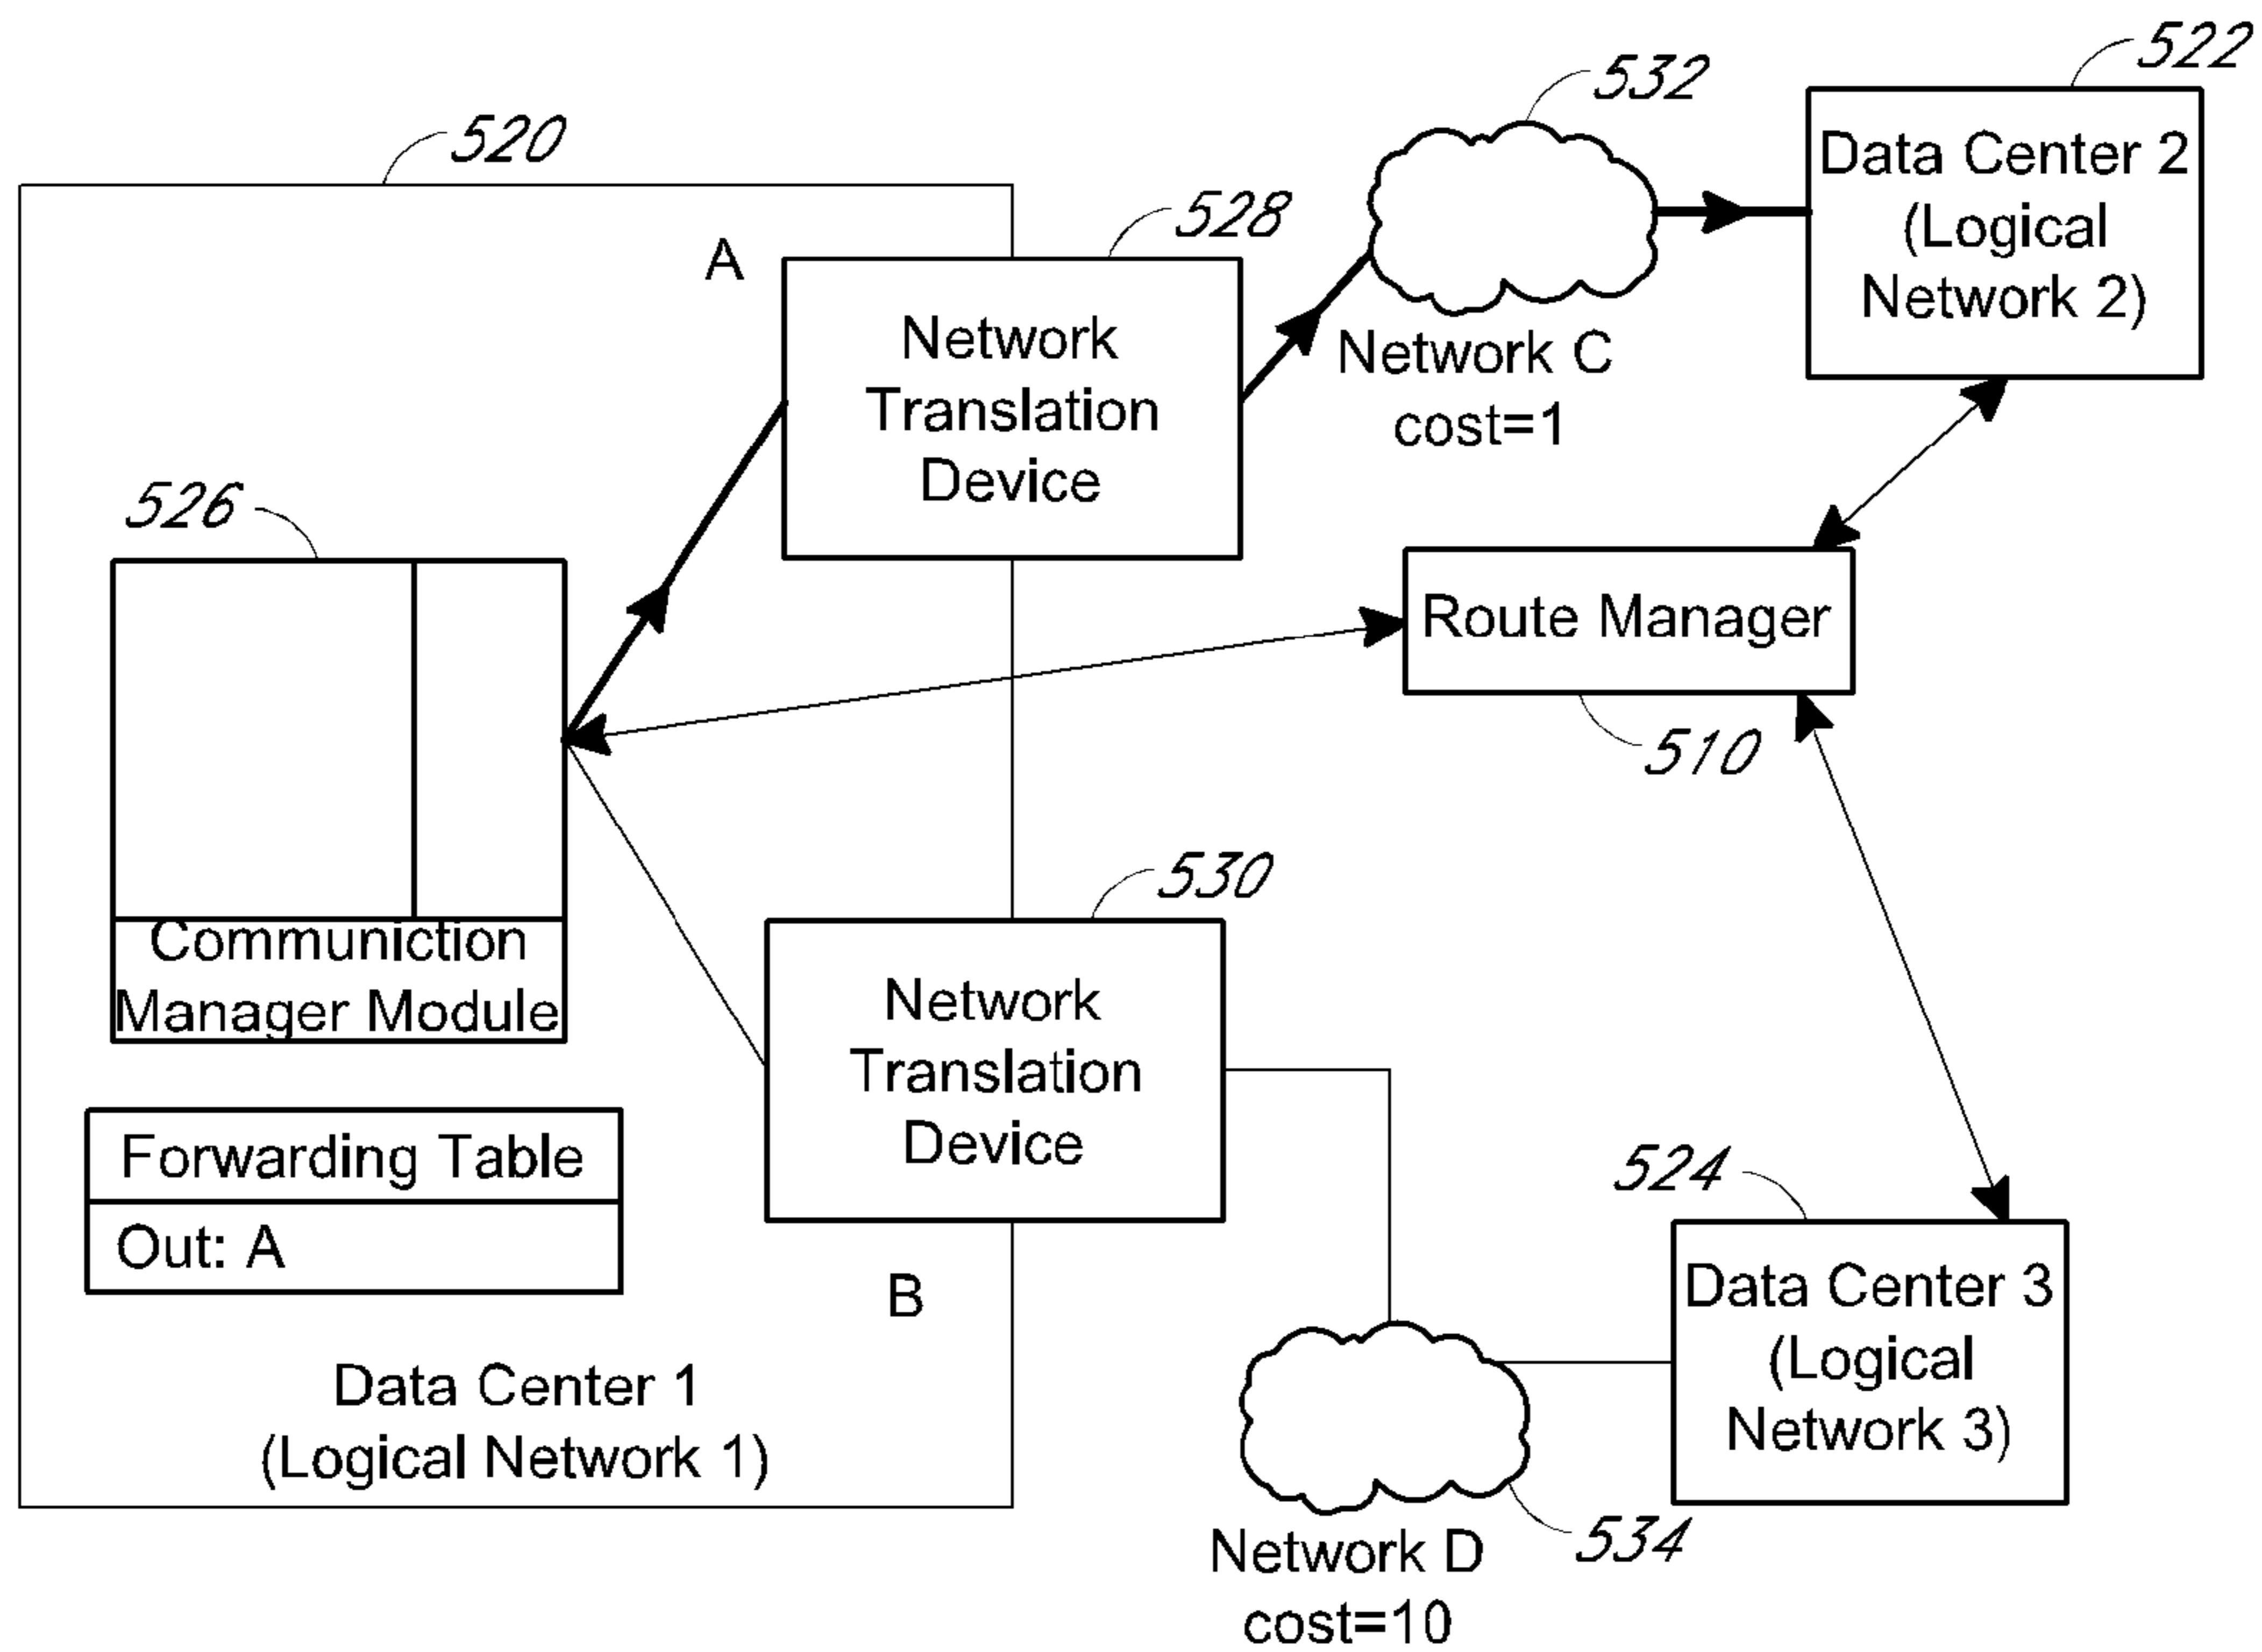 522
532
520
Data Center 2
(Logical
Network 2)
528
A
Network
Translation
Device
Network C
cost=1
526
Route Manager
510
530
Communiction
Manager Module
Network
Translation
Device
Forwarding Table
Out: A
524
B
Data Center 3
(Logical
Network 3)
Data Center 1
(Logical Network 1)
534
Network D
cost=10